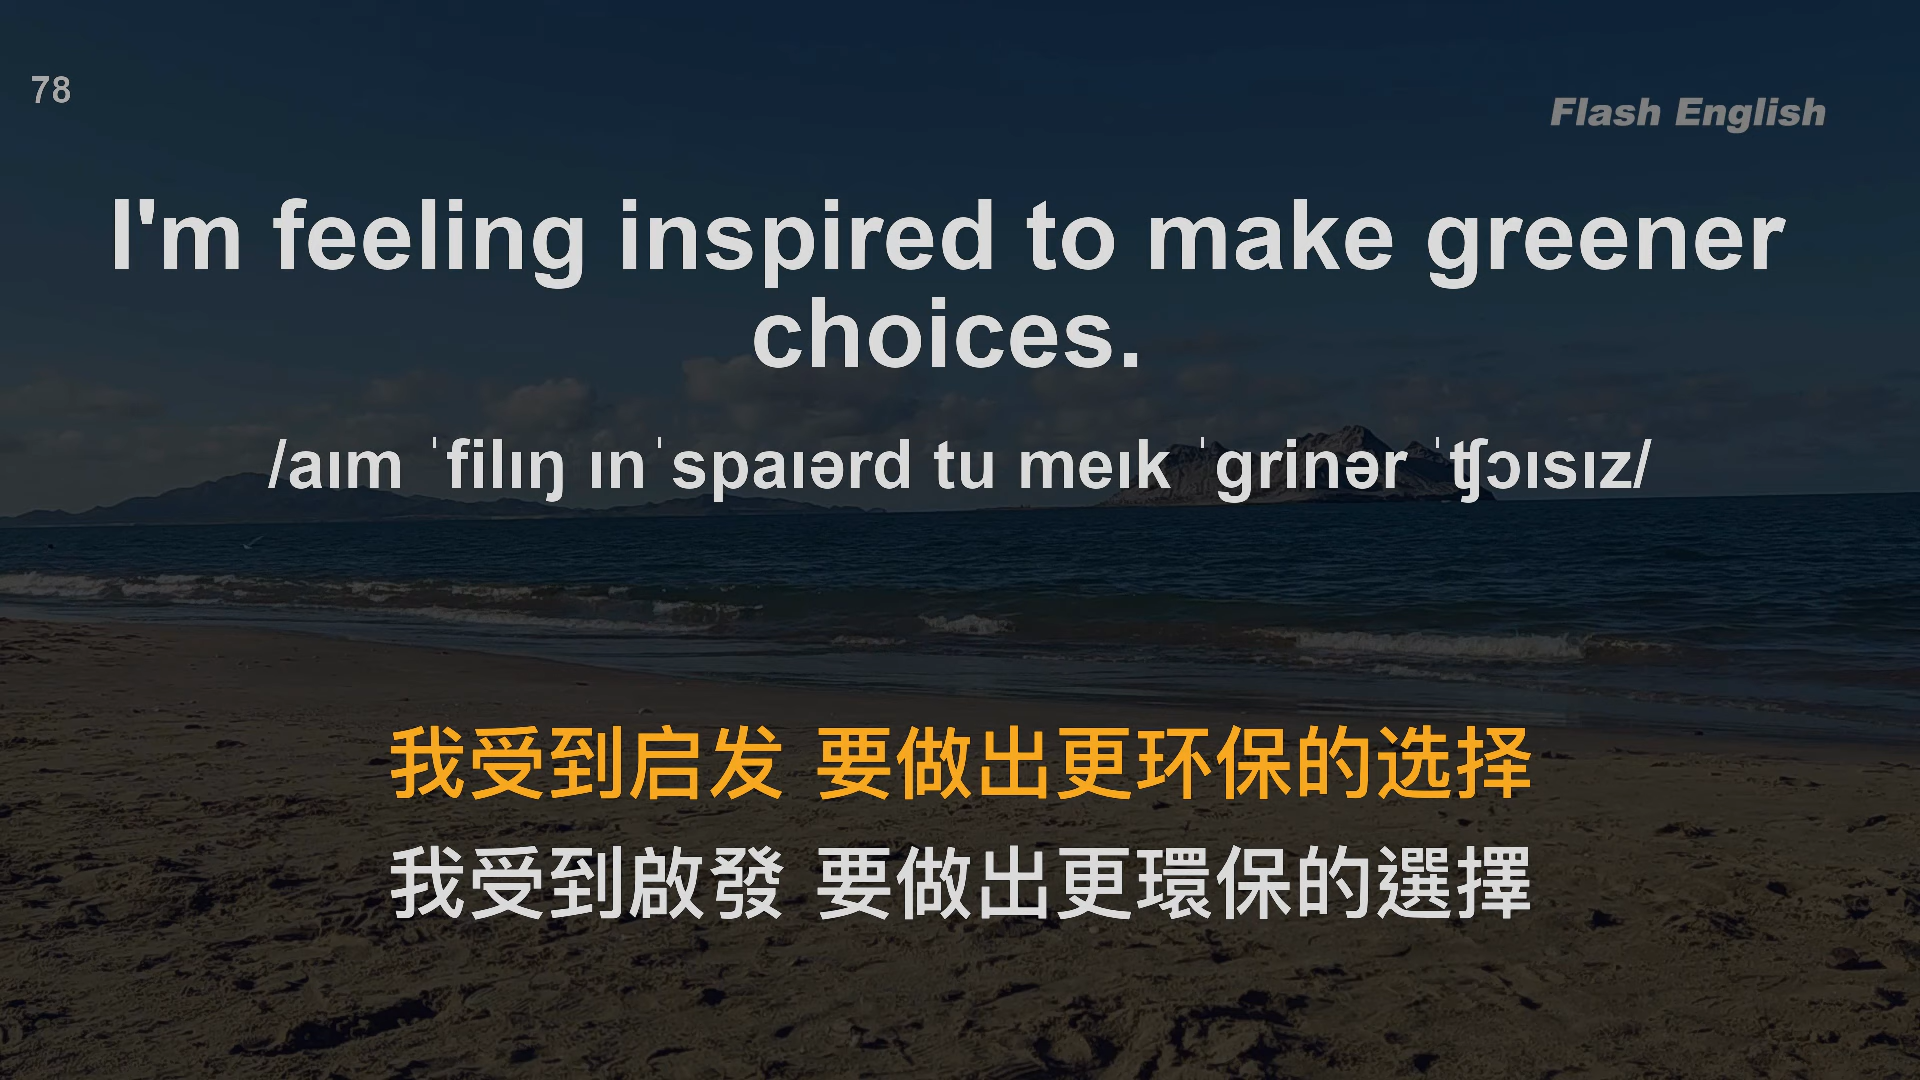 78
Flash English
I'm feeling inspired to make greener
choices.
/aɪm ˈfilɪŋ ɪnˈspaɪərd tu meɪk ˈgrinər ˈʧɔɪsɪz/
我受到启发 要做出更环保的选择
我受到啟發 要做出更環保的選擇